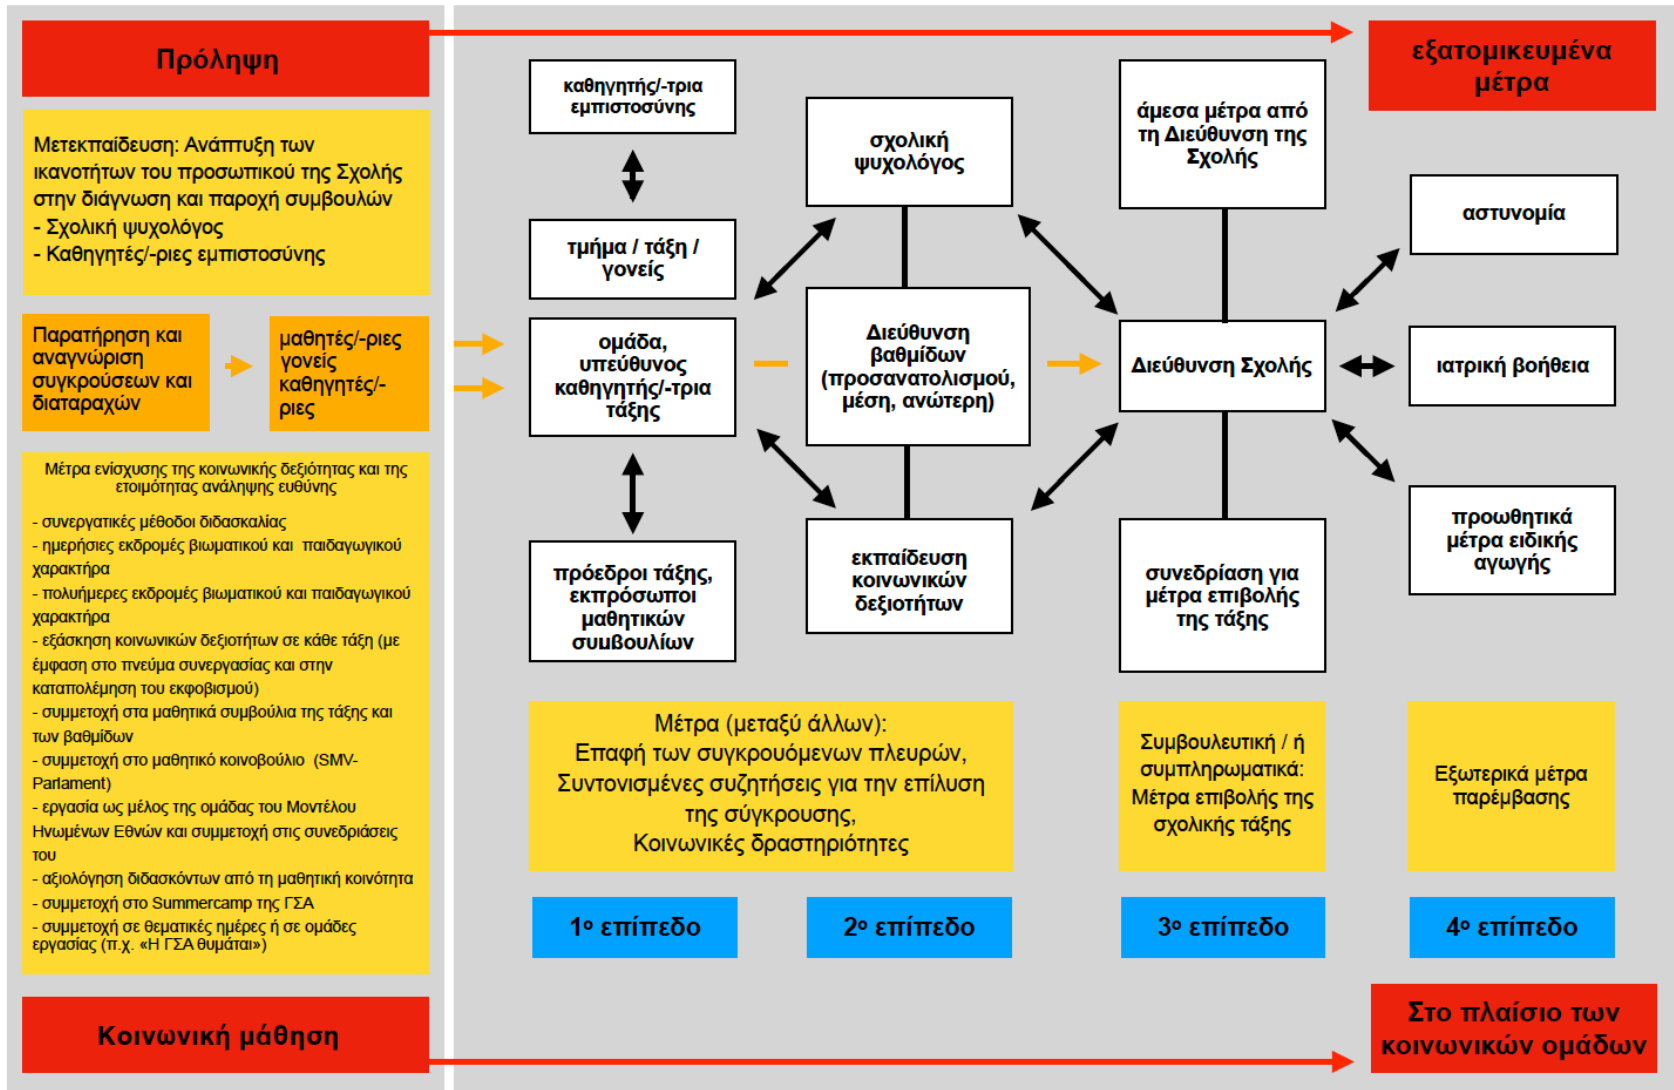 Πρόληψη
Μετεκπαίδευση: Ανάπτυξη των
ικανοτήτων του προσωπικού της Σχολής
στην διάγνωση και παροχή συμβουλών
- Σχολική ψυχολόγος
- Καθηγητές/-ριες εμπιστοσύνης
Παρατήρηση και
αναγνώριση
συγκρούσεων και
διαταραχών
μαθητές/-ριες
γονείς
καθηγητές/-
ριες
Μέτρα ενίσχυσης της κοινωνικής δεξιότητας και της
ετοιμότητας ανάληψης ευθύνης
- συνεργατικές μέθοδοι διδασκαλίας
- ημερήσιες εκδρομές βιωματικού και παιδαγωγικού
χαρακτήρα
- πολυήμερες εκδρομές βιωματικού και παιδαγωγικού
χαρακτήρα
- εξάσκηση κοινωνικών δεξιοτήτων σε κάθε τάξη (με
έμφαση στο πνεύμα συνεργασίας και στην
καταπολέμηση του εκφοβισμού)
- συμμετοχή στα μαθητικά συμβούλια της τάξης και
των βαθμίδων
- συμμετοχή στο μαθητικό κοινοβούλιο (SMV-
Parlament)
- εργασία ως μέλος της ομάδας του Μοντέλου
Ηνωμένων Εθνών και συμμετοχή στις συνεδριάσεις
του
- αξιολόγηση διδασκόντων από τη μαθητική κοινότητα
- συμμετοχή στο Summercamp της ΓΣΑ
- συμμετοχή σε θεματικές ημέρες ή σε ομάδες
εργασίας (π.χ. «Η ΓΣΑ θυμάται»)
Κοινωνική μάθηση
εξατομικευμένα
μέτρα
καθηγητής/-τρια
εμπιστοσύνης
τμήμα / τάξη /
γονείς
ομάδα,
υπεύθυνος
καθηγητής/-τρια
τάξης
πρόεδροι τάξης,
εκπρόσωποι
μαθητικών
συμβουλίων
σχολική
ψυχολόγος
Διεύθυνση
βαθμίδων
(προσανατολισμού,
μέση, ανώτερη)
εκπαίδευση
κοινωνικών
δεξιοτήτων
άμεσα μέτρα από
τη Διεύθυνση της
Σχολής
Διεύθυνση Σχολής
συνεδρίαση για
μέτρα επιβολής
της τάξης
αστυνομία
ιατρική βοήθεια
προωθητικά
μέτρα ειδικής
αγωγής
Μέτρα (μεταξύ άλλων):
Επαφή των συγκρουόμενων πλευρών,
Συντονισμένες συζητήσεις για την επίλυση
της σύγκρουσης,
Κοινωνικές δραστηριότητες
Συμβουλευτική / ή
συμπληρωματικά:
Μέτρα επιβολής της
σχολικής τάξης
Εξωτερικά μέτρα
παρέμβασης
1ο επίπεδο
2ο επίπεδο
3ο επίπεδο
4ο επίπεδο
Στο πλαίσιο των
κοινωνικών ομάδων